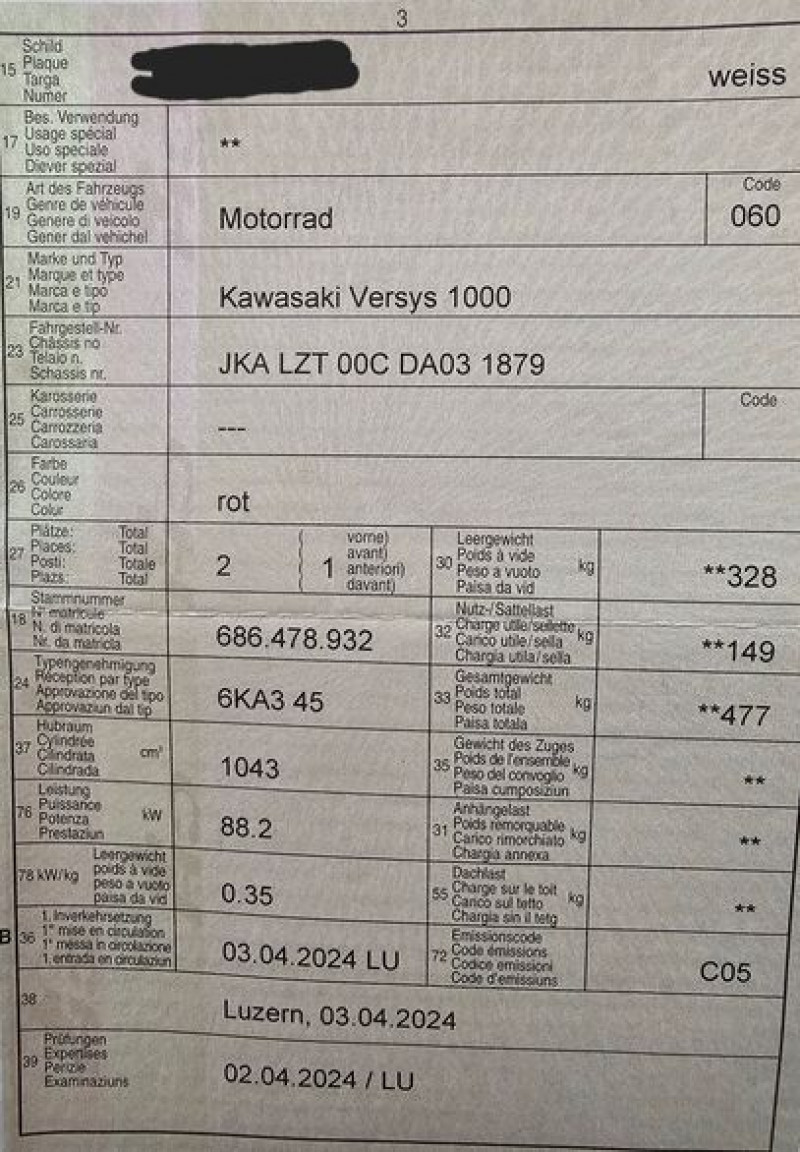 3
15 Schild
Plaque
Targa
Numer
weiss
17 Bes. Verwendung
Usage spécial
Uso speciale
Diever spezial
**
19 Art des Fahrzeugs
Genre de véhicule
Genere di veicolo
Gener dal vehichel
Motorrad
Code
060
21 Marke und Typ
Marque et type
Marca e tipo
Marca e tip
Kawasaki Versys 1000
23 Fahrgestell-Nr.
Châssis no
Telaio n.
Schassis nr.
JKA LZT 00C DA03 1879
25 Karosserie
Carrosserie
Carrozzeria
Carossaria
---
Code
26 Farbe
Couleur
Colore
Colur
rot
27 Plätze: Total
Places: Total
Posti: Totale
Plazs: Total
2 ( 1 vorne)
avant)
anteriori)
davant)
30 Leergewicht
Poids à vide
Peso a vuoto
Paisa da vid
kg
**328
18 Stammnummer
N° matricule
N. di matricola
Nr. da matricla
686.478.932
32 Nutz-/Sattellast
Charge utile/sellette
Carico utile/sella
Chargia utila/sella
kg
**149
24 Typengenehmigung
Réception par type
Approvazione del tipo
Approvaziun dal tip
6KA3 45
33 Gesamtgewicht
Poids total
Peso totale
Paisa totala
kg
**477
37 Hubraum
Cylindrée
Cilindrata
Cilindrada
cm³
1043
35 Gewicht des Zuges
Poids de l'ensemble
Peso del convoglio
Paisa cumposiziun
kg
**
76 Leistung
Puissance
Potenza
Prestaziun
kW
88.2
31 Anhängelast
Poids remorquable
Carico rimorchiato
Chargia annexa
kg
**
78 kW/kg Leergewicht
poids à vide
peso a vuoto
paisa da vid
0.35
55 Dachlast
Charge sur le toit
Carico sul tetto
Chargia sin il tetg
kg
**
B 36 1. Inverkehrsetzung
1re mise en circulation
1a messa in circolazione
1. entrada en circulaziun
03.04.2024 LU
72 Emissionscode
Code émissions
Codice emissioni
Code d'emissiuns
C05
38
Luzern, 03.04.2024
39 Prüfungen
Expertises
Perizie
Examinaziuns
02.04.2024 / LU